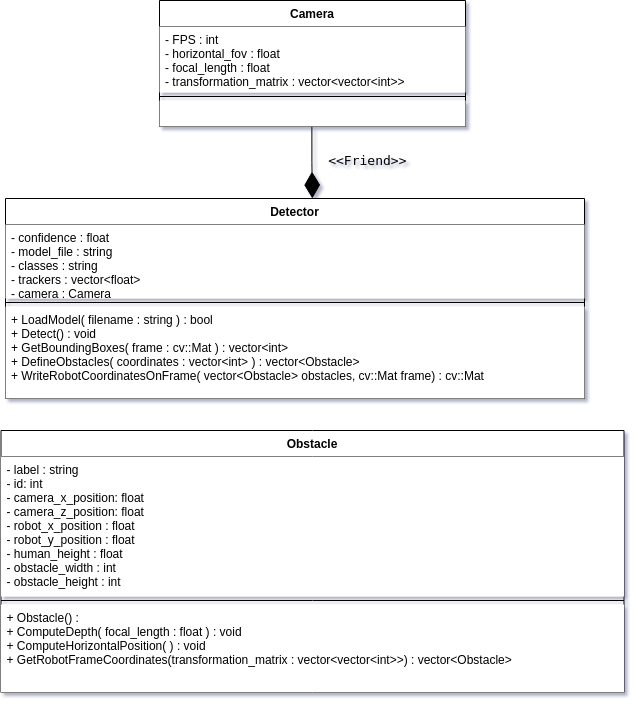 Camera
- FPS : int
- horizontal_fov : float
- focal_length : float
- transformation_matrix : vector<vector<int>>
<<Friend>>
Detector
- confidence : float
- model_file : string
- classes : string
- trackers : vector<float>
- camera : Camera
+ LoadModel( filename : string ) : bool
+ Detect() : void
+ GetBoundingBoxes( frame : cv::Mat ) : vector<int>
+ DefineObstacles( coordinates : vector<int> ) : vector<Obstacle>
+ WriteRobotCoordinatesOnFrame( vector<Obstacle> obstacles, cv::Mat frame) : cv::Mat
Obstacle
- label : string
- id: int
- camera_x_position: float
- camera_z_position: float
- robot_x_position : float
- robot_y_position : float
- human_height : float
- obstacle_width : int
- obstacle_height : int
+ Obstacle() :
+ ComputeDepth( focal_length : float ) : void
+ ComputeHorizontalPosition( ) : void
+ GetRobotFrameCoordinates(transformation_matrix : vector<vector<int>>) : vector<Obstacle>